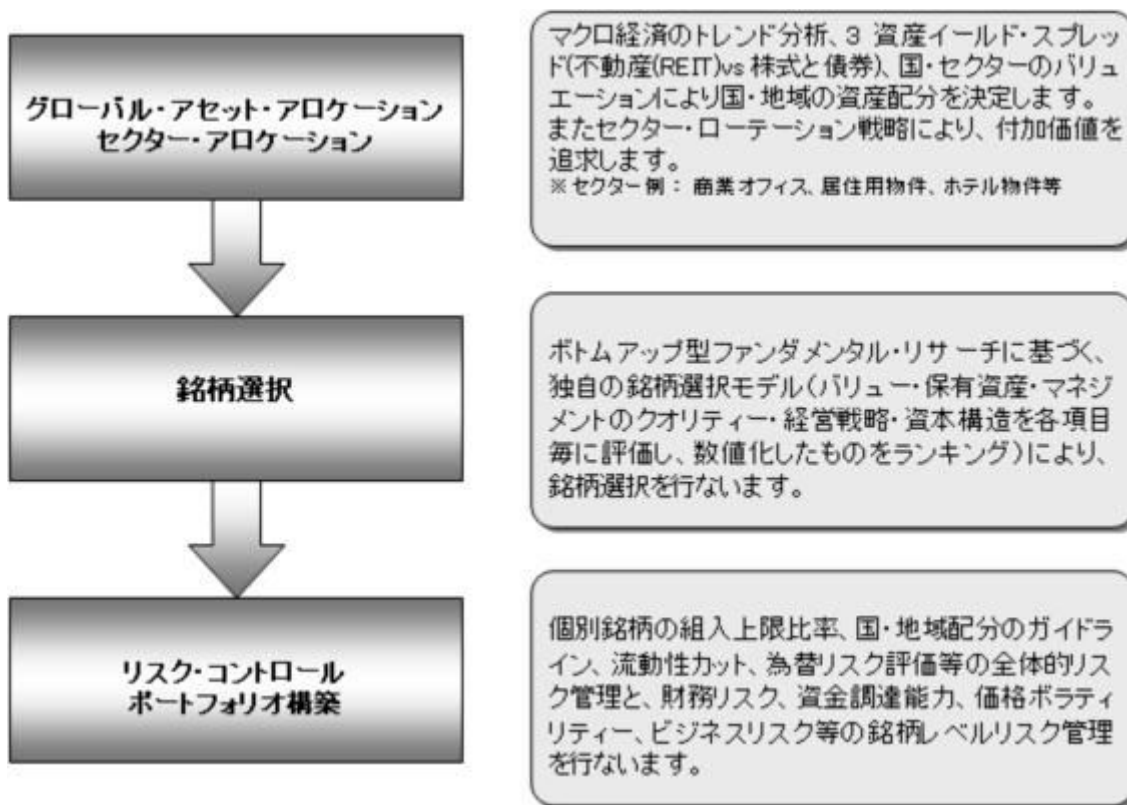 グローバル・アセット・アロケーション
セクター・アロケーション
マクロ経済のトレンド分析、3 資産イールド・スプレッ
ド(不動産(REIT)vs 株式と債券)、国・セクターのバリュ
エーションにより国・地域の資産配分を決定します。
またセクター・ローテーション戦略により、付加価値を
追求します。
※セクター例： 商業オフィス、居住用物件、ホテル物件等
銘柄選択
ボトムアップ型ファンダメンタル・リサーチに基づく、
独自の銘柄選択モデル(バリュー・保有資産・マネジ
メントのクオリティー・経営戦略・資本構造を各項目
毎に評価し、数値化したものをランキング)により、
銘柄選択を行ないます。
リスク・コントロール
ポートフォリオ構築
個別銘柄の組入上限比率、国・地域配分のガイドラ
イン、流動性カット、為替リスク評価等の全体的リス
ク管理と、財務リスク、資金調達能力、価格ボラティ
リティー、ビジネスリスク等の銘柄レベルリスク管理
を行ないます。